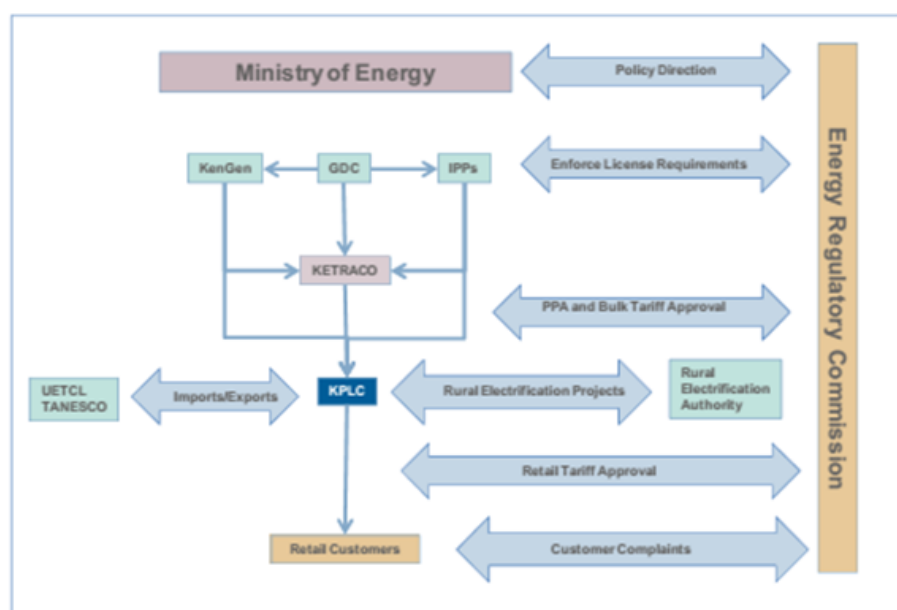 Ministry of Energy
Policy Direction
KenGen
GDC
IPPs
Enforce License Requirements
KETRACO
PPA and Bulk Tariff Approval
UETCL
TANESCO
Imports/Exports
KPLC
Rural Electrification Projects
Rural
Electrification
Authority
Retail Tariff Approval
Retail Customers
Customer Complaints
Energy Regulatory Commission